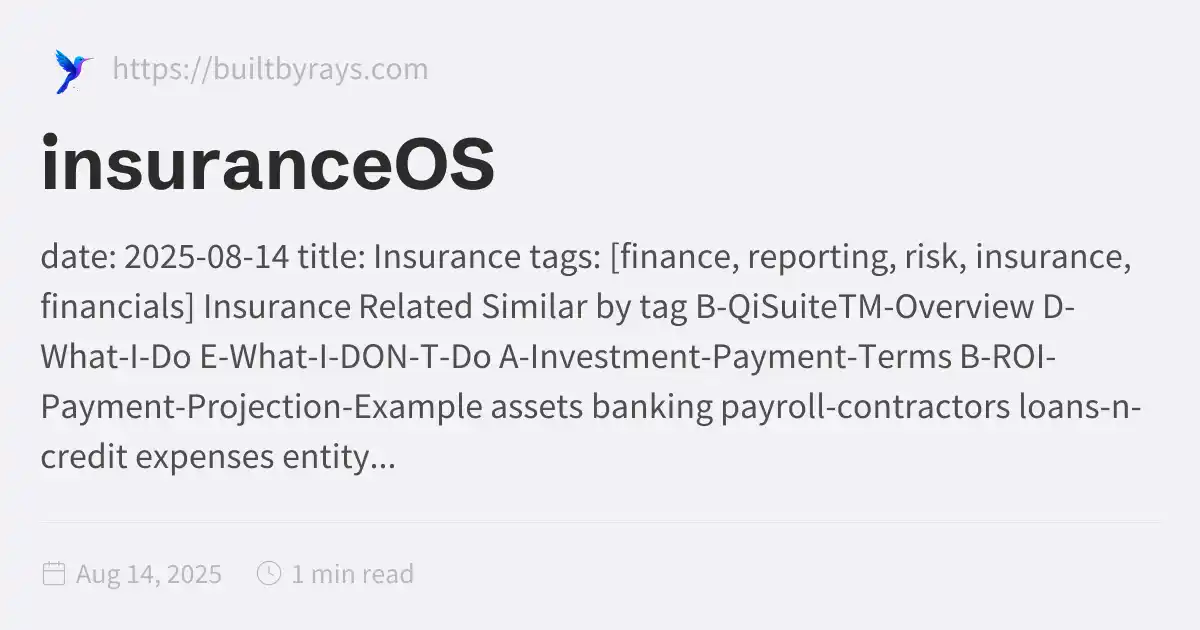 https://builtbyrays.com
insuranceOS
date: 2025-08-14 title: Insurance tags: [finance, reporting, risk, insurance,
financials] Insurance Related Similar by tag B-QiSuiteTM-Overview D-
What-I-Do E-What-I-DON-T-Do A-Investment-Payment-Terms B-ROI-
Payment-Projection-Example assets banking payroll-contractors loans-n-
credit expenses entity...
Aug 14, 2025 1 min read